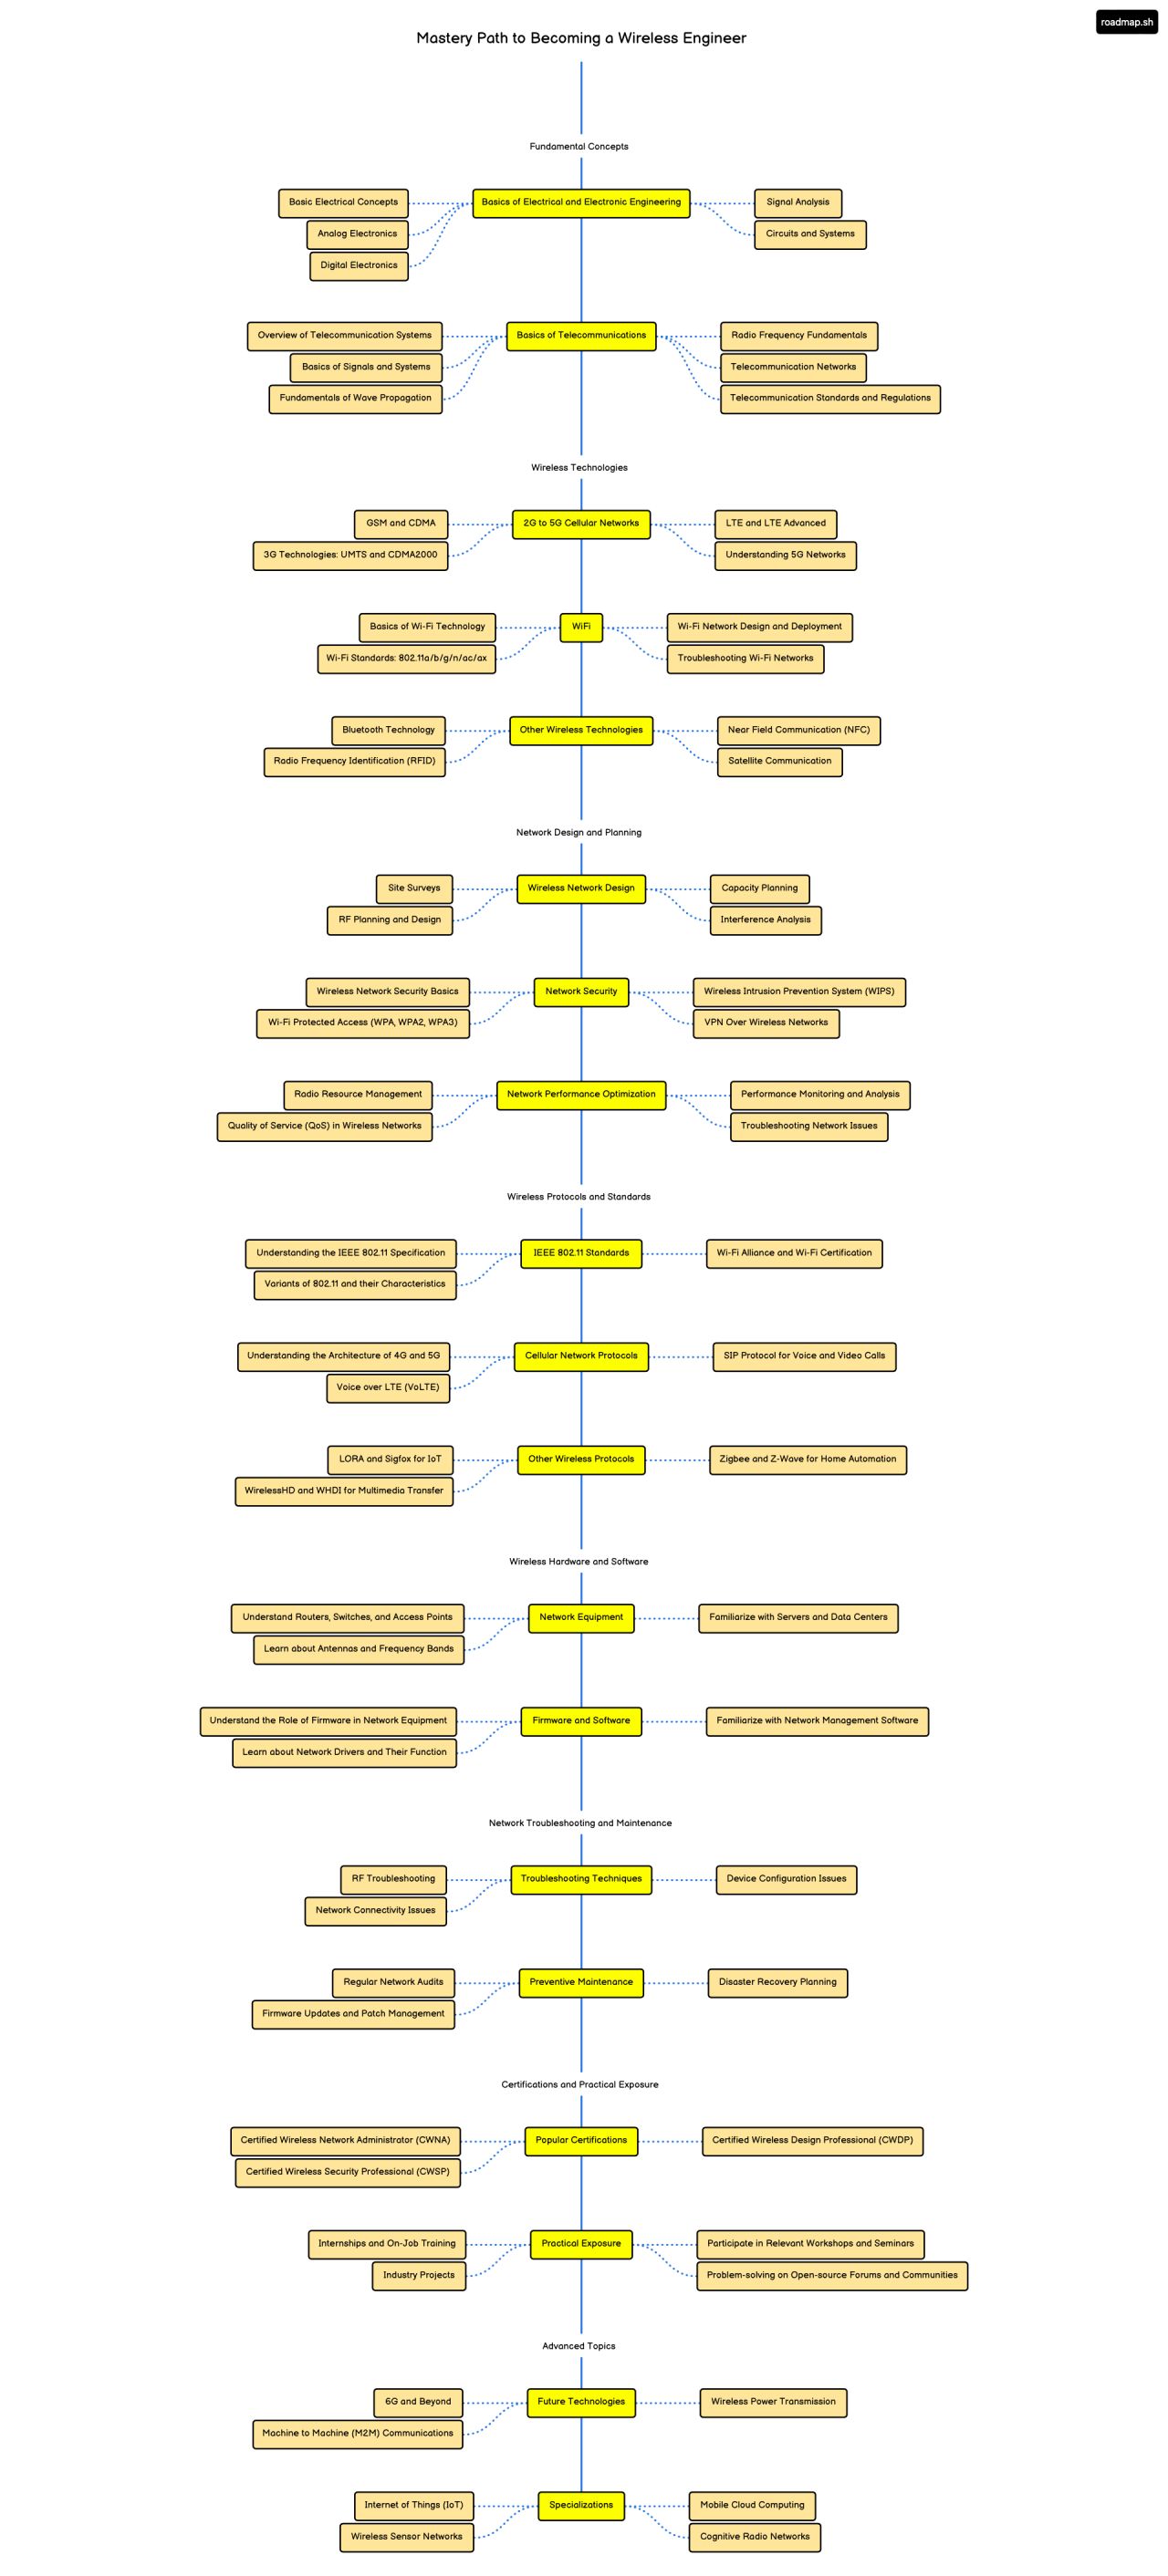 roadmap.sh
Mastery Path to Becoming a Wireless Engineer
Fundamental Concepts
Basic Electrical Concepts
Analog Electronics
Digital Electronics
Basics of Electrical and Electronic Engineering
Signal Analysis
Circuits and Systems
Overview of Telecommunication Systems
Basics of Signals and Systems
Fundamentals of Wave Propagation
Basics of Telecommunications
Radio Frequency Fundamentals
Telecommunication Networks
Telecommunication Standards and Regulations
Wireless Technologies
GSM and CDMA
3G Technologies: UMTS and CDMA2000
2G to 5G Cellular Networks
LTE and LTE Advanced
Understanding 5G Networks
Basics of Wi-Fi Technology
Wi-Fi Standards: 802.11a/b/g/n/ac/ax
WiFi
Wi-Fi Network Design and Deployment
Troubleshooting Wi-Fi Networks
Bluetooth Technology
Radio Frequency Identification (RFID)
Other Wireless Technologies
Near Field Communication (NFC)
Satellite Communication
Network Design and Planning
Site Surveys
RF Planning and Design
Wireless Network Design
Capacity Planning
Interference Analysis
Wireless Network Security Basics
Wi-Fi Protected Access (WPA, WPA2, WPA3)
Network Security
Wireless Intrusion Prevention System (WIPS)
VPN Over Wireless Networks
Radio Resource Management
Quality of Service (QoS) in Wireless Networks
Network Performance Optimization
Performance Monitoring and Analysis
Troubleshooting Network Issues
Wireless Protocols and Standards
Understanding the IEEE 802.11 Specification
Variants of 802.11 and their Characteristics
IEEE 802.11 Standards
Wi-Fi Alliance and Wi-Fi Certification
Understanding the Architecture of 4G and 5G
Voice over LTE (VoLTE)
Cellular Network Protocols
SIP Protocol for Voice and Video Calls
LORA and Sigfox for IoT
WirelessHD and WHDI for Multimedia Transfer
Other Wireless Protocols
Zigbee and Z-Wave for Home Automation
Wireless Hardware and Software
Understand Routers, Switches, and Access Points
Learn about Antennas and Frequency Bands
Network Equipment
Familiarize with Servers and Data Centers
Understand the Role of Firmware in Network Equipment
Learn about Network Drivers and Their Function
Firmware and Software
Familiarize with Network Management Software
Network Troubleshooting and Maintenance
RF Troubleshooting
Network Connectivity Issues
Troubleshooting Techniques
Device Configuration Issues
Regular Network Audits
Firmware Updates and Patch Management
Preventive Maintenance
Disaster Recovery Planning
Certifications and Practical Exposure
Certified Wireless Network Administrator (CWNA)
Certified Wireless Security Professional (CWSP)
Popular Certifications
Certified Wireless Design Professional (CWDP)
Internships and On-Job Training
Industry Projects
Practical Exposure
Participate in Relevant Workshops and Seminars
Problem-solving on Open-source Forums and Communities
Advanced Topics
6G and Beyond
Machine to Machine (M2M) Communications
Future Technologies
Wireless Power Transmission
Internet of Things (IoT)
Wireless Sensor Networks
Specializations
Mobile Cloud Computing
Cognitive Radio Networks